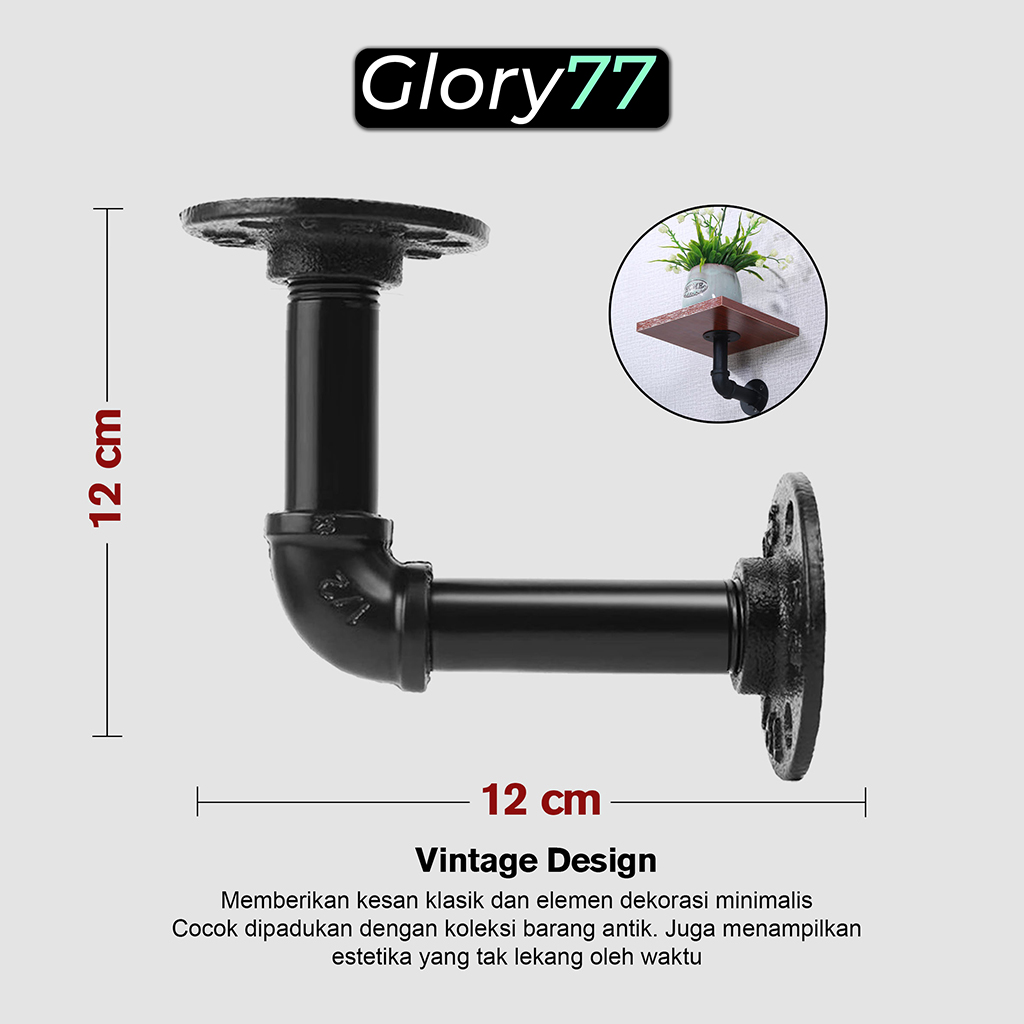 Glory77
12 cm
1/2
12 cm
Vintage Design
Memberikan kesan klasik dan elemen dekorasi minimalis
Cocok dipadukan dengan koleksi barang antik. Juga menampilkan
estetika yang tak lekang oleh waktu